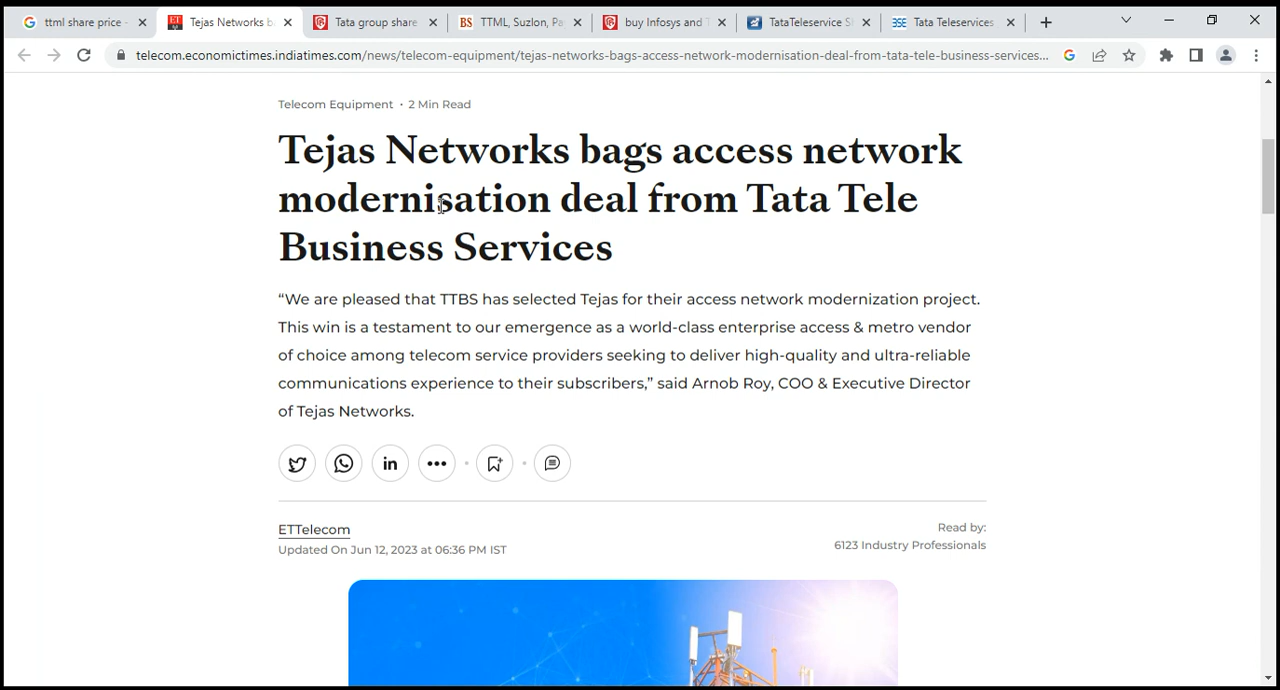 ttml share price -
Tejas Networks b
Tata group share
TTML, Suzlon, Pa
buy Infosys and T
TataTeleservice S
Tata Teleservices
telecom.economictimes.indiatimes.com/news/telecom-equipment/tejas-networks-bags-access-network-modernisation-deal-from-tata-tele-business-services...
Telecom Equipment • 2 Min Read
Tejas Networks bags access network
modernisation deal from Tata Tele
Business Services
“We are pleased that TTBS has selected Tejas for their access network modernization project.
This win is a testament to our emergence as a world-class enterprise access & metro vendor
of choice among telecom service providers seeking to deliver high-quality and ultra-reliable
communications experience to their subscribers,” said Arnob Roy, COO & Executive Director
of Tejas Networks.
ETTelecom
Updated On Jun 12, 2023 at 06:36 PM IST
Read by:
6123 Industry Professionals